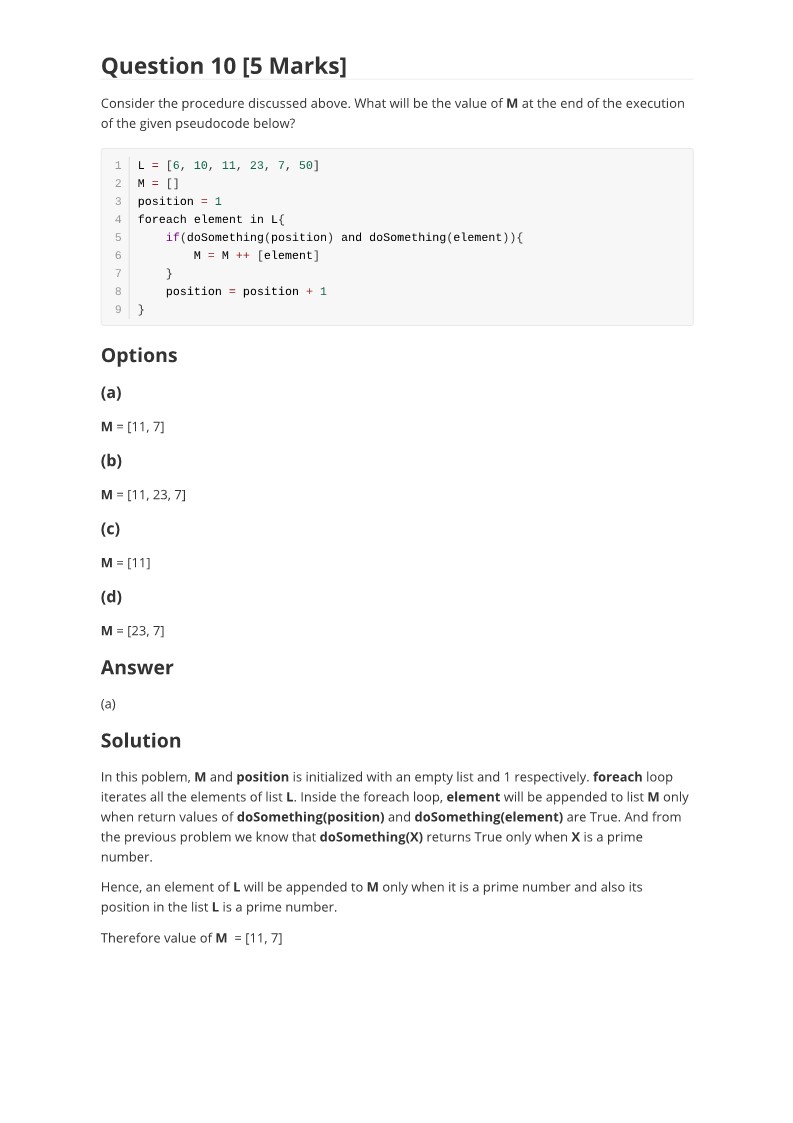 Question 10 [5 Marks]
Consider the procedure discussed above. What will be the value of M at the end of the execution
of the given pseudocode below?
1 L = [6, 10, 11, 23, 7, 50]
2 M = []
3 position = 1
4 foreach element in L{
5     if(doSomething(position) and doSomething(element)){
6         M = M ++ [element]
7     }
8     position = position + 1
9 }
Options
(a)
M = [11, 7]
(b)
M = [11, 23, 7]
(c)
M = [11]
(d)
M = [23, 7]
Answer
(a)
Solution
In this poblem, M and position is initialized with an empty list and 1 respectively. foreach loop
iterates all the elements of list L. Inside the foreach loop, element will be appended to list M only
when return values of doSomething(position) and doSomething(element) are True. And from
the previous problem we know that doSomething(X) returns True only when X is a prime
number.
Hence, an element of L will be appended to M only when it is a prime number and also its
position in the list L is a prime number.
Therefore value of M = [11, 7]